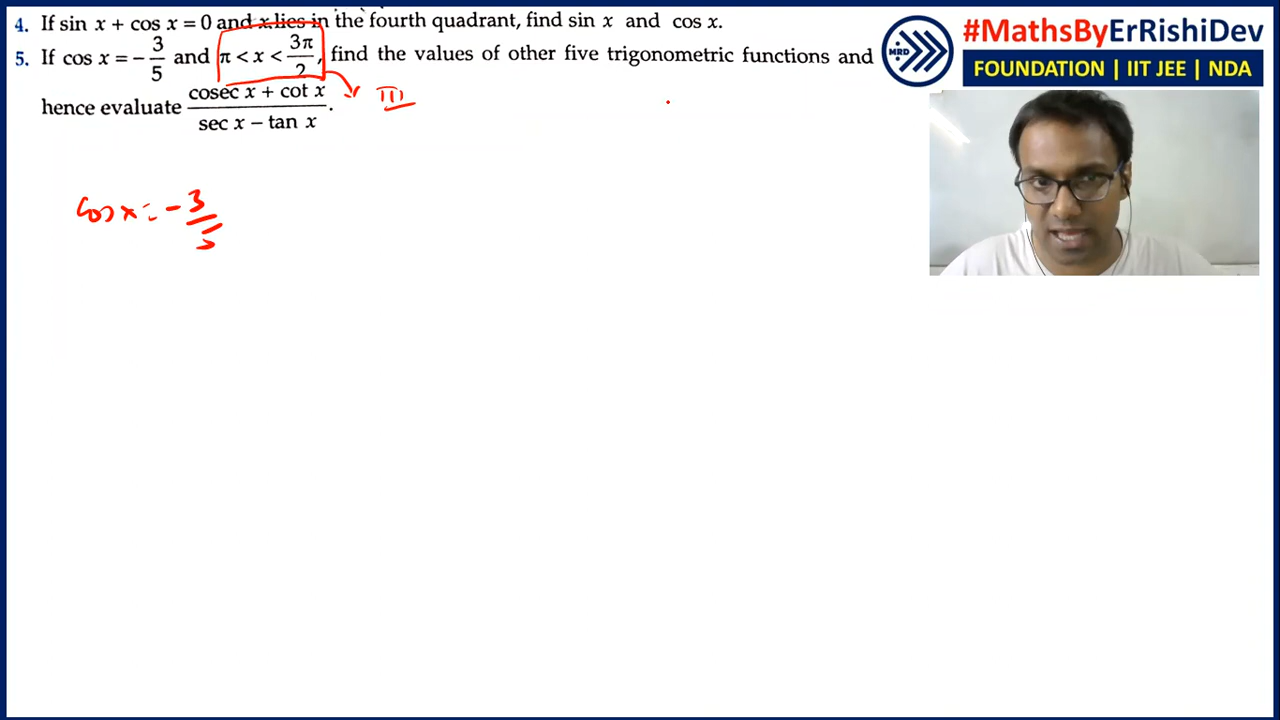 4. If sin x + cos x = 0 and x lies in the fourth quadrant, find sin x and cos x.
5. If cos x = - 3/5 and π < x < 3π/2, find the values of other five trigonometric functions and
hence evaluate (cosec x + cot x)/(sec x - tan x).
III
cos x = - 3/5
#MathsByErRishiDev
FOUNDATION | IIT JEE | NDA
MRD